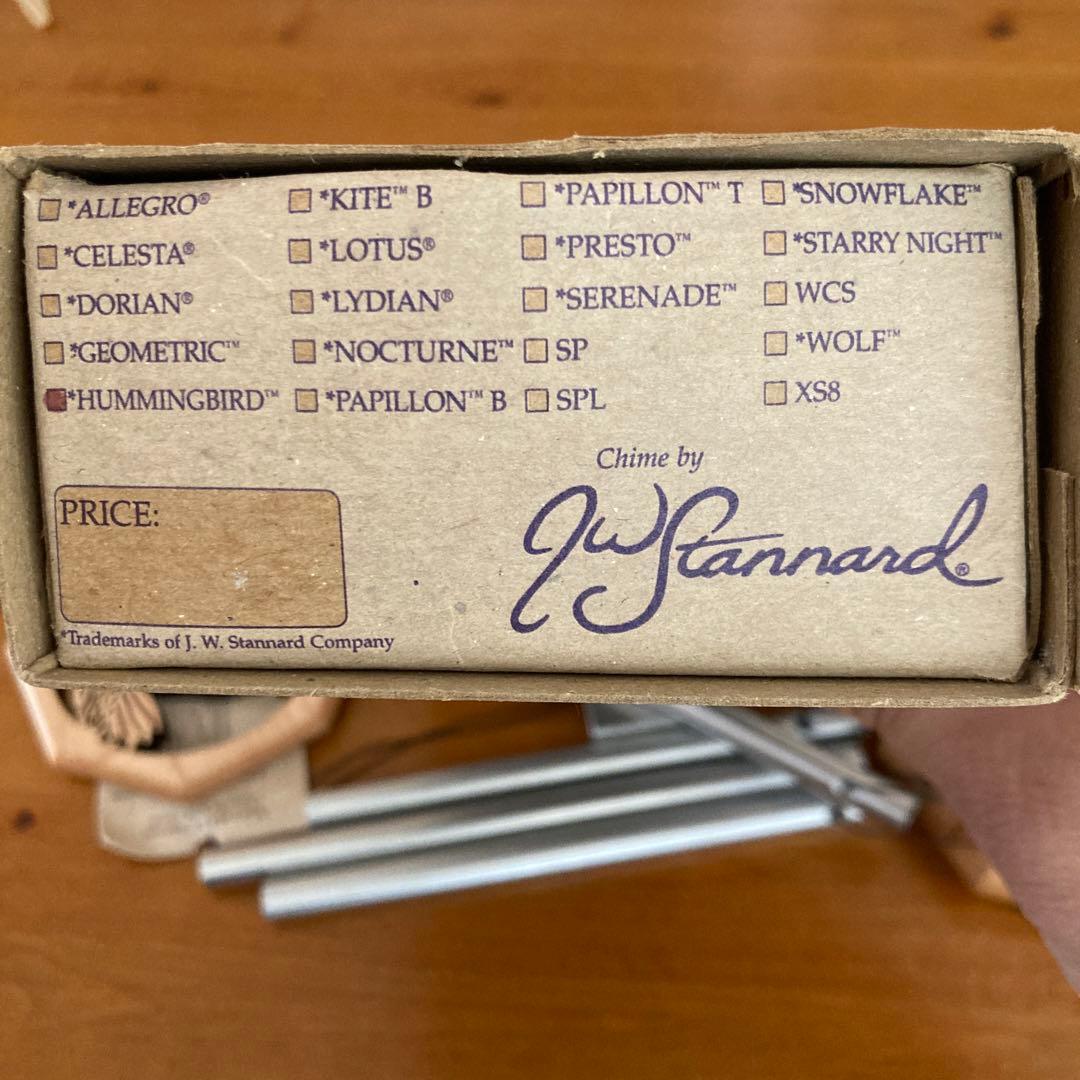 *ALLEGRO® *KITE™ B *PAPILLON™ T *SNOWFLAKE™
*CELESTA® *LOTUS® *PRESTO™ *STARRY NIGHT™
*DORIAN® *LYDIAN® *SERENADE™ WCS
*GEOMETRIC™ *NOCTURNE™ SP *WOLF™
*HUMMINGBIRD™ *PAPILLON™ B SPL XS8
Chime by
JW Stannard®
PRICE:
*Trademarks of J. W. Stannard Company